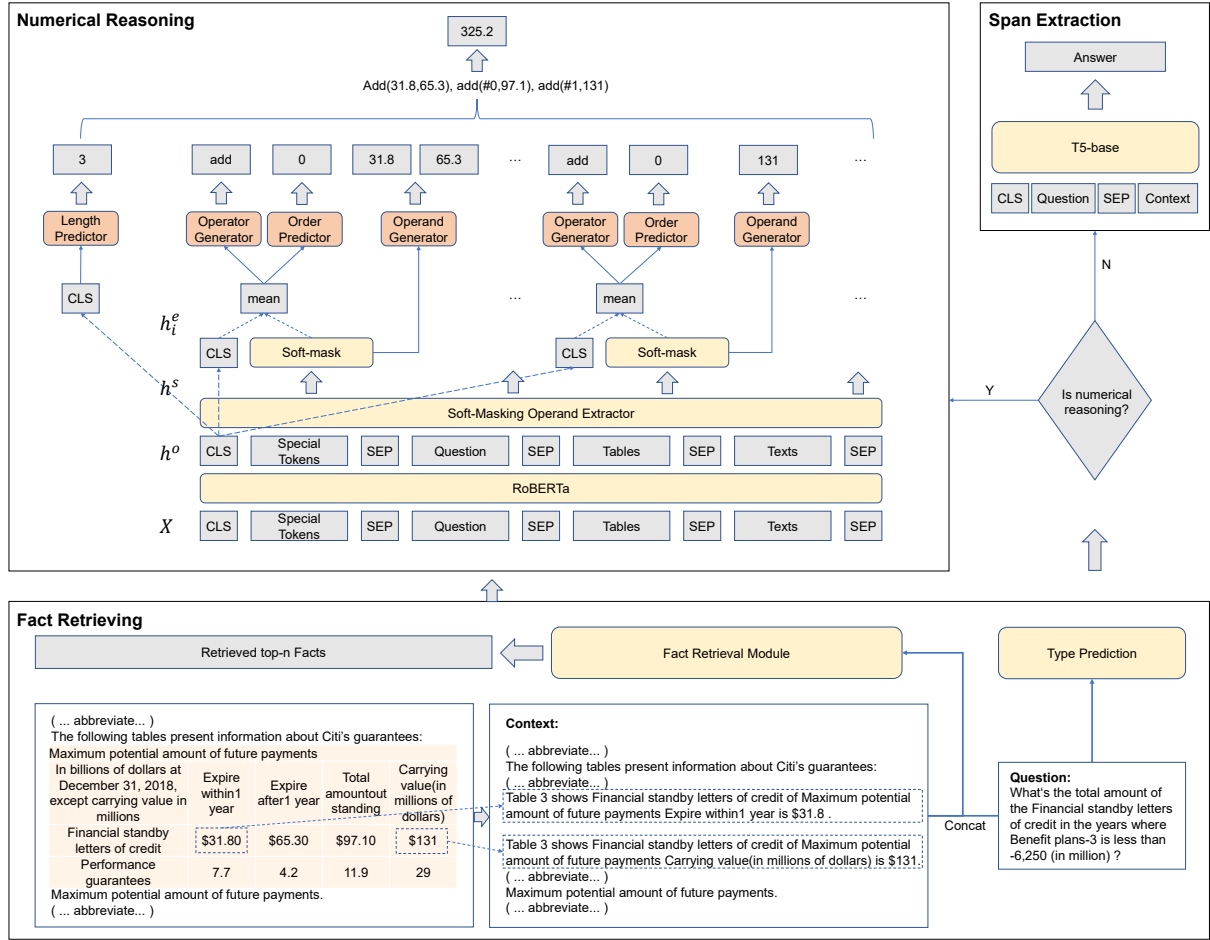 Numerical Reasoning
325.2
Add(31.8,65.3), add(#0,97.1), add(#1,131)
3
add
0
31.8
65.3
...
add
0
131
...
Length
Predictor
Operator
Generator
Order
Predictor
Operand
Generator
Operator
Generator
Order
Predictor
Operand
Generator
CLS
mean
...
mean
...
h_i^e
CLS
Soft-mask
CLS
Soft-mask
h^s
Soft-Masking Operand Extractor
h^o
CLS
Special
Tokens
SEP
Question
SEP
Tables
SEP
Texts
SEP
RoBERTa
X
CLS
Special
Tokens
SEP
Question
SEP
Tables
SEP
Texts
SEP
Span Extraction
Answer
T5-base
CLS
Question
SEP
Context
N
Y
Is numerical
reasoning?
Fact Retrieving
Retrieved top-n Facts
Fact Retrieval Module
Type Prediction
( ... abbreviate... )
The following tables present information about Citi's guarantees:
Maximum potential amount of future payments
In billions of dollars at
December 31, 2018,
except carrying value in
millions
Expire
within1
year
Expire
after1 year
Total
amountout
standing
Carrying
value(in
millions of
dollars)
Financial standby
letters of credit
$31.80
$65.30
$97.10
$131
Performance
guarantees
7.7
4.2
11.9
29
Maximum potential amount of future payments.
( ... abbreviate... )
Context:
( ... abbreviate... )
The following tables present information about Citi's guarantees:
( ... abbreviate... )
Table 3 shows Financial standby letters of credit of Maximum potential
amount of future payments Expire within1 year is $31.8 .
Table 3 shows Financial standby letters of credit of Maximum potential
amount of future payments Carrying value(in millions of dollars) is $131.
( ... abbreviate... )
Maximum potential amount of future payments.
( ... abbreviate... )
Concat
Question:
What's the total amount of
the Financial standby letters
of credit in the years where
Benefit plans-3 is less than
-6,250 (in million) ?